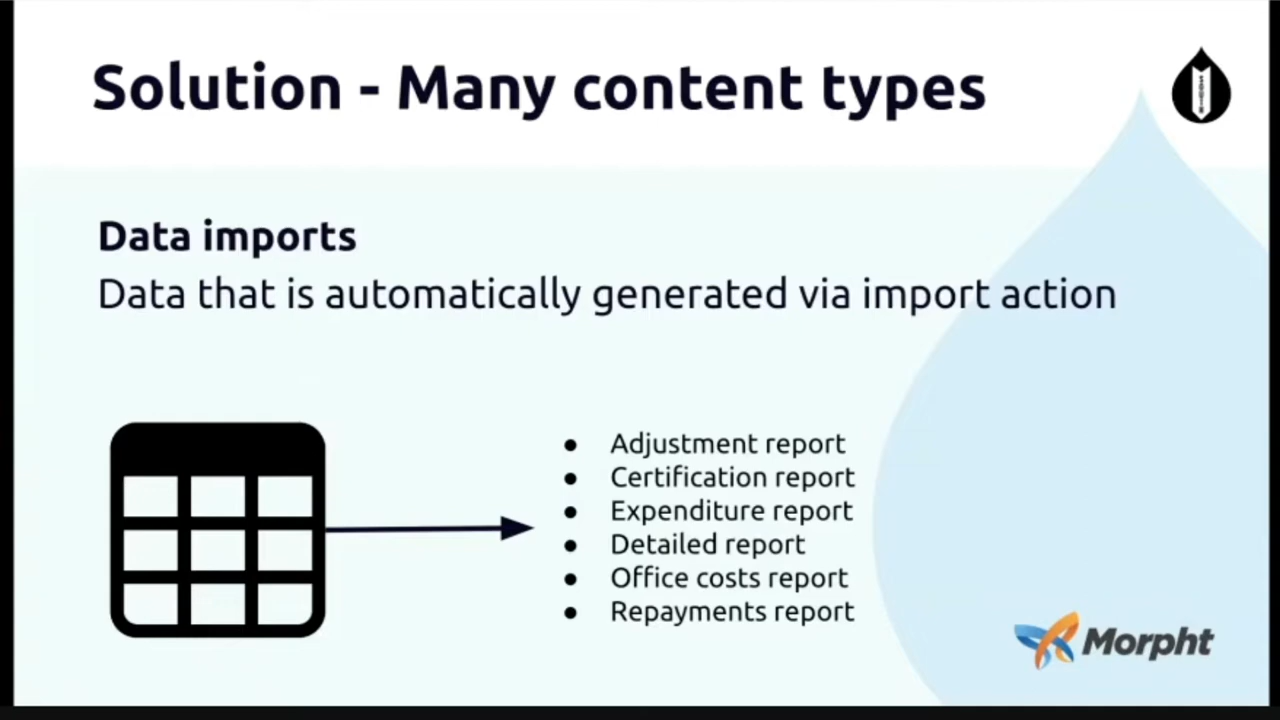 Solution - Many content types
Data imports
Data that is automatically generated via import action
● Adjustment report
● Certification report
● Expenditure report
● Detailed report
● Office costs report
● Repayments report
Morpht